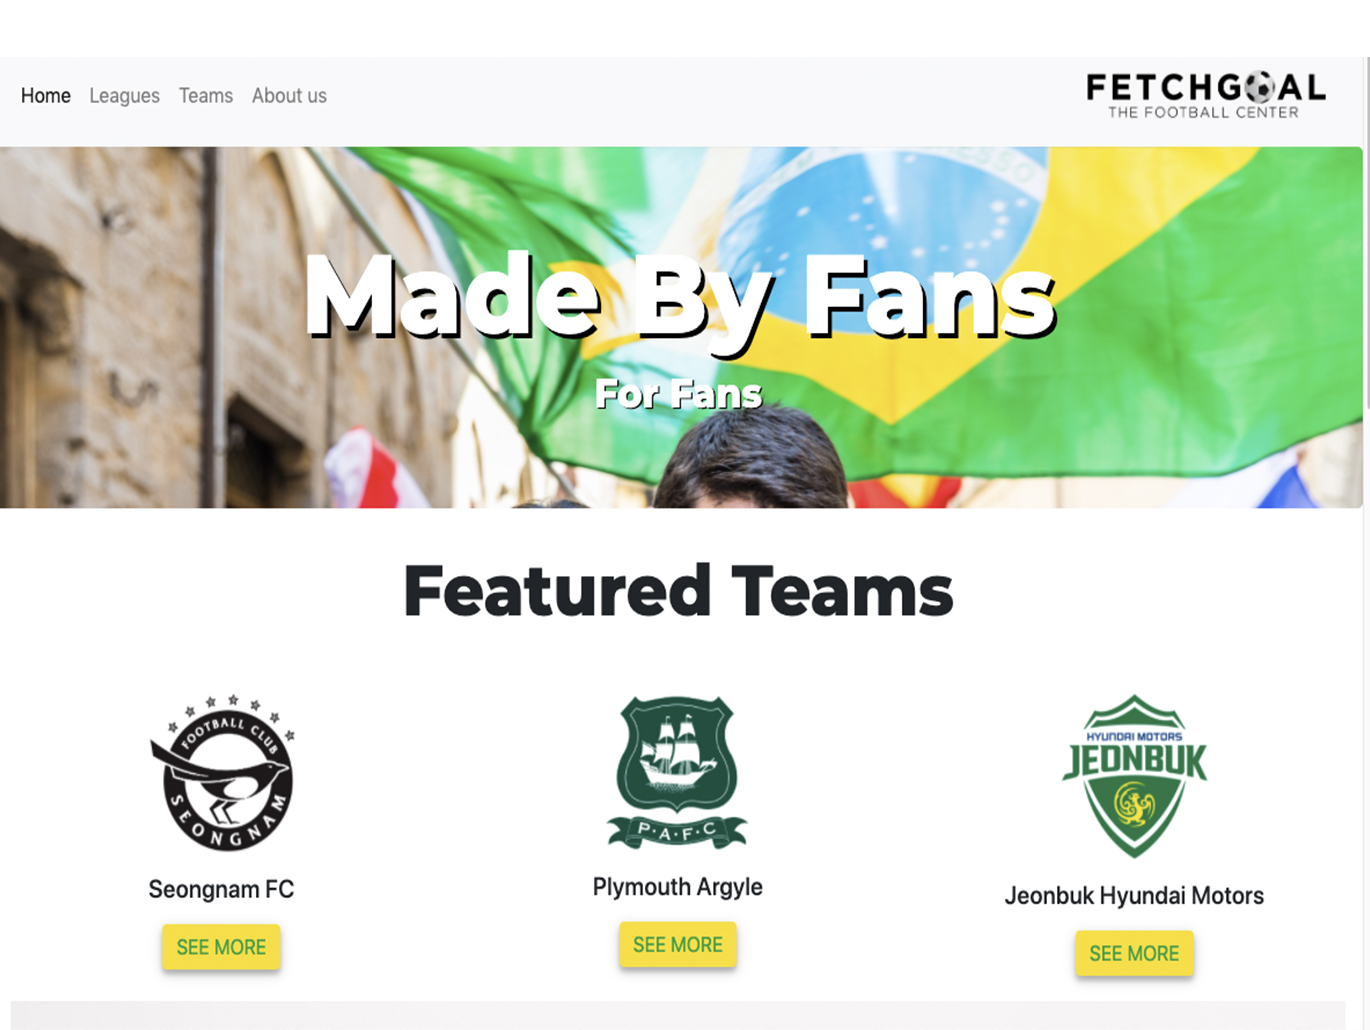 Home Leagues Teams About us
FETCHGOAL
THE FOOTBALL CENTER
Made By Fans
For Fans
Featured Teams
FOOTBALL CLUB
SEONGNAM
P·A·F·C
HYUNDAI MOTORS
JEONBUK
Seongnam FC
Plymouth Argyle
Jeonbuk Hyundai Motors
SEE MORE
SEE MORE
SEE MORE